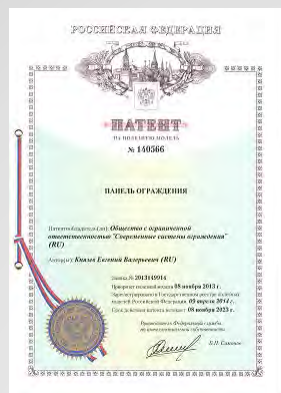 РОССИЙСКАЯ ФЕДЕРАЦИЯ
ПАТЕНТ
НА ПОЛЕЗНУЮ МОДЕЛЬ
№ 140566
ПАНЕЛЬ ОГРАЖДЕНИЯ
Патентообладатель(ли): Общество с ограниченной
ответственностью "Современные системы ограждения"
(RU)
Автор(ы): Князев Евгений Валерьевич (RU)
Заявка № 2013149914
Приоритет полезной модели 08 ноября 2013 г.
Зарегистрировано в Государственном реестре полезных
моделей Российской Федерации 09 апреля 2014 г.
Срок действия патента истекает 08 ноября 2023 г.
Руководитель Федеральной службы
по интеллектуальной собственности
Б.П. Симонов